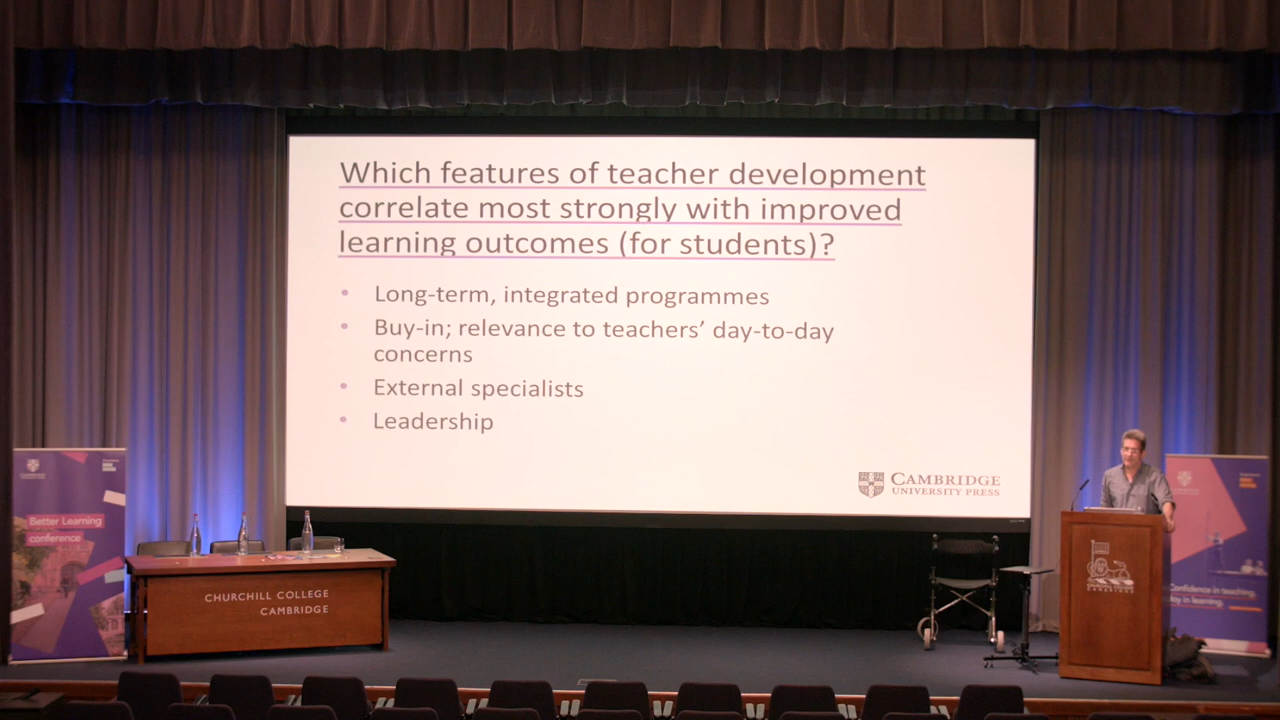 Which features of teacher development
correlate most strongly with improved
learning outcomes (for students)?
• Long-term, integrated programmes
• Buy-in; relevance to teachers’ day-to-day
concerns
• External specialists
• Leadership
CAMBRIDGE
UNIVERSITY PRESS
Better Learning
conference
CHURCHILL COLLEGE
CAMBRIDGE
Confidence in teaching.
Joy in learning.